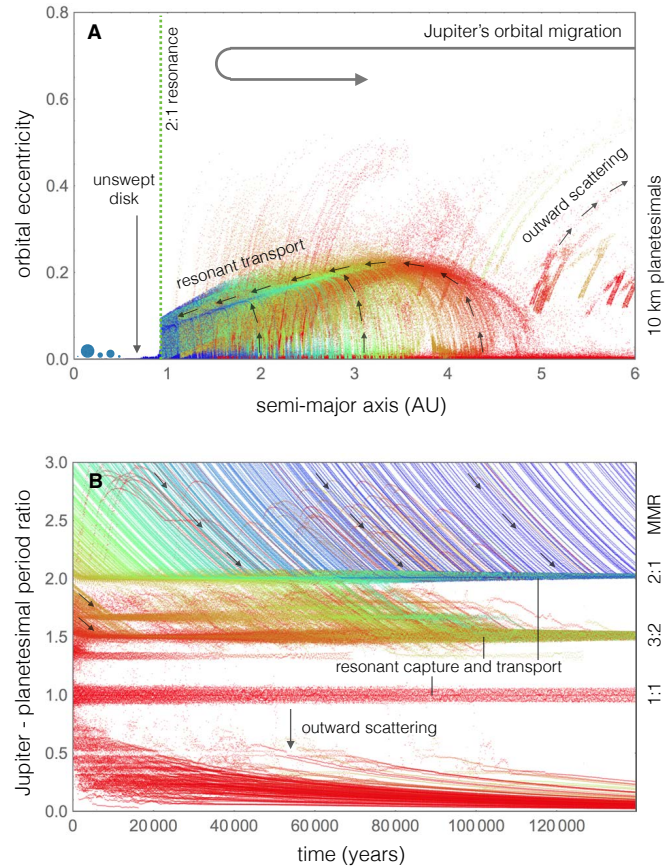 A
Jupiter's orbital migration
2:1 resonance
unswept
disk
resonant transport
outward scattering
10 km planetesimals
orbital eccentricity
0.8
0.6
0.4
0.2
0.0
0 1 2 3 4 5 6
semi-major axis (AU)
B
MMR
2:1
3:2
1:1
resonant capture and transport
outward scattering
Jupiter - planetesimal period ratio
3.0
2.5
2.0
1.5
1.0
0.5
0.0
0 20 000 40 000 60 000 80 000 100 000 120 000
time (years)